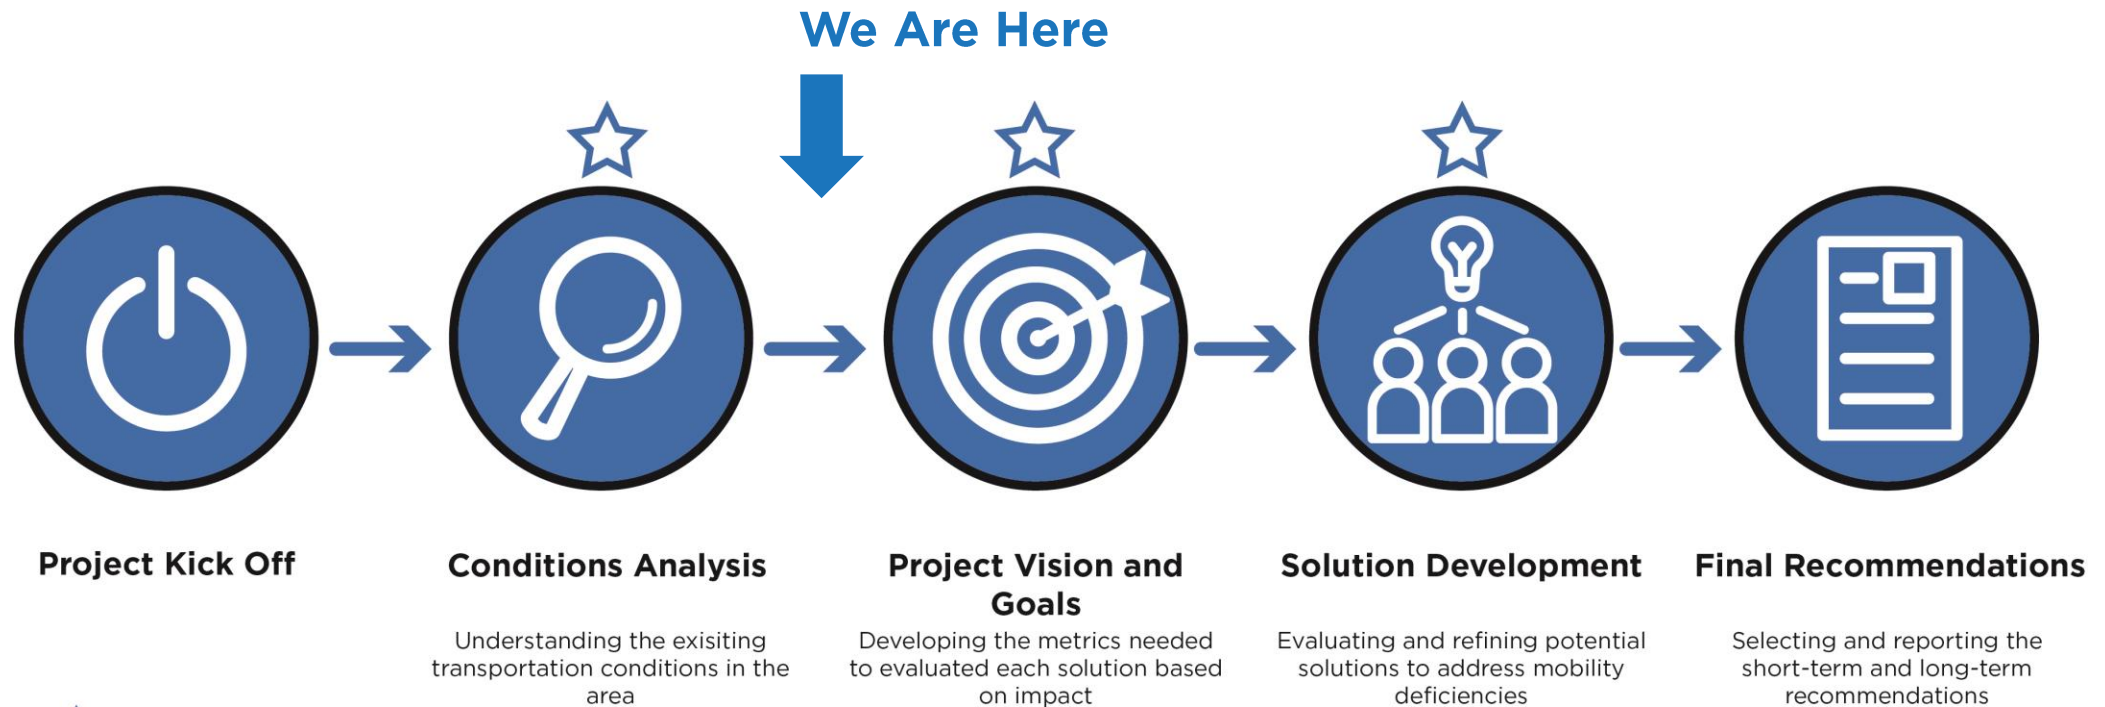 We Are Here
Project Kick Off
Conditions Analysis
Understanding the exisiting
transportation conditions in the
area
Project Vision and
Goals
Developing the metrics needed
to evaluated each solution based
on impact
Solution Development
Evaluating and refining potential
solutions to address mobility
deficiencies
Final Recommendations
Selecting and reporting the
short-term and long-term
recommendations